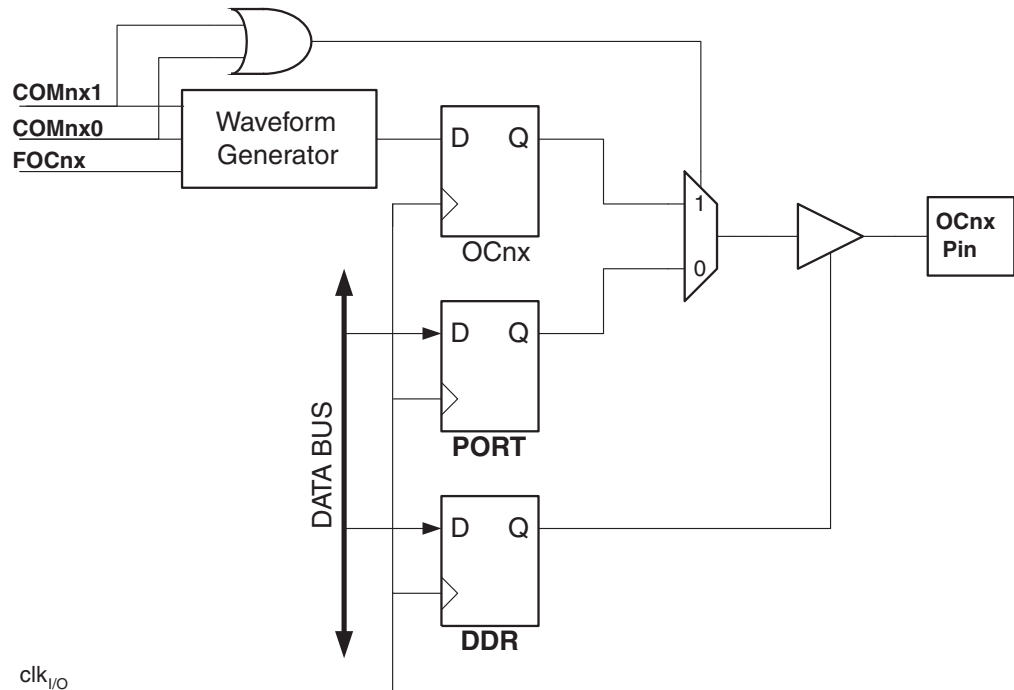 COMnx1
COMnx0
FOCnx
Waveform
Generator
D Q
OCnx
1
0
OCnx
Pin
D Q
PORT
DATA BUS
D Q
DDR
clkI/O